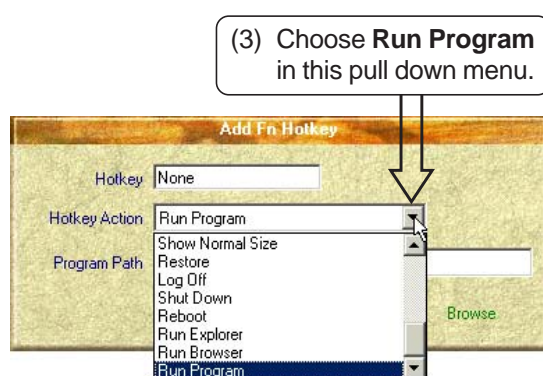 (3) Choose Run Program
in this pull down menu.
Add Fn Hotkey
Hotkey None
Hotkey Action Run Program
Show Normal Size
Program Path Restore
Log Off
Shut Down
Reboot
Browse
Run Explorer
Run Browser
Run Program